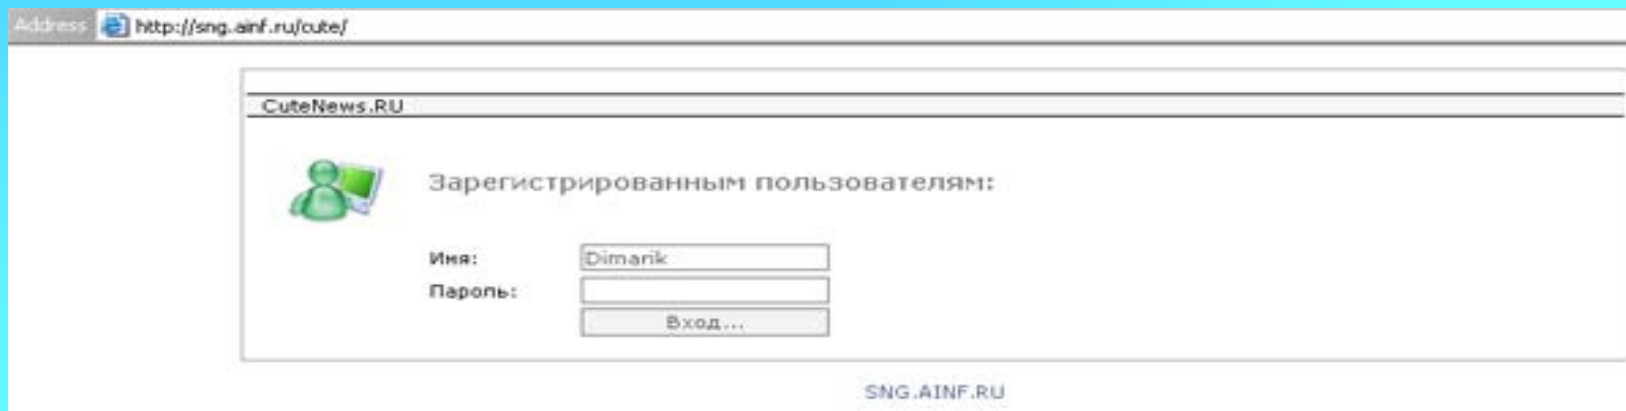 Address http://sng.ainf.ru/cute/
CuteNews.RU
Зарегистрированным пользователям:
Имя: Dimarik
Пароль:
Вход...
SNG.AINF.RU